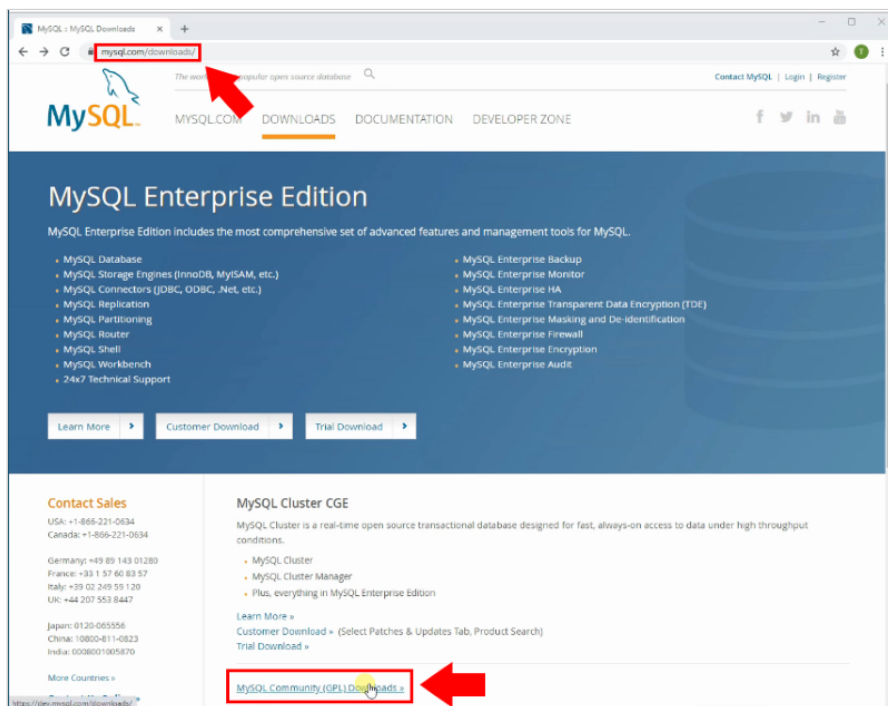 MySQL :: MySQL Downloads
mysql.com/downloads/
T
The world's most popular open source database
Contact MySQL | Login | Register
MySQL
MYSQL.COM DOWNLOADS DOCUMENTATION DEVELOPER ZONE
MySQL Enterprise Edition
MySQL Enterprise Edition includes the most comprehensive set of advanced features and management tools for MySQL.
MySQL Database
MySQL Storage Engines (InnoDB, MyISAM, etc.)
MySQL Connectors (JDBC, ODBC, .Net, etc.)
MySQL Replication
MySQL Partitioning
MySQL Router
MySQL Shell
MySQL Workbench
24x7 Technical Support
MySQL Enterprise Backup
MySQL Enterprise Monitor
MySQL Enterprise HA
MySQL Enterprise Transparent Data Encryption (TDE)
MySQL Enterprise Masking and De-identification
MySQL Enterprise Firewall
MySQL Enterprise Encryption
MySQL Enterprise Audit
Learn More
Customer Download
Trial Download
Contact Sales
USA: +1-866-221-0634
Canada: +1-866-221-0634
Germany: +49 89 143 01280
France: +33 1 57 60 83 57
Italy: +39 02 249 59 120
UK: +44 207 553 8447
Japan: 0120-065556
China: 10800-811-0823
India: 0008001005870
More Countries »
MySQL Cluster CGE
MySQL Cluster is a real-time open source transactional database designed for fast, always-on access to data under high throughput
conditions.
MySQL Cluster
MySQL Cluster Manager
Plus, everything in MySQL Enterprise Edition
Learn More »
Customer Download » (Select Patches & Updates Tab, Product Search)
Trial Download »
MySQL Community (GPL) Downloads »
https://dev.mysql.com/downloads/